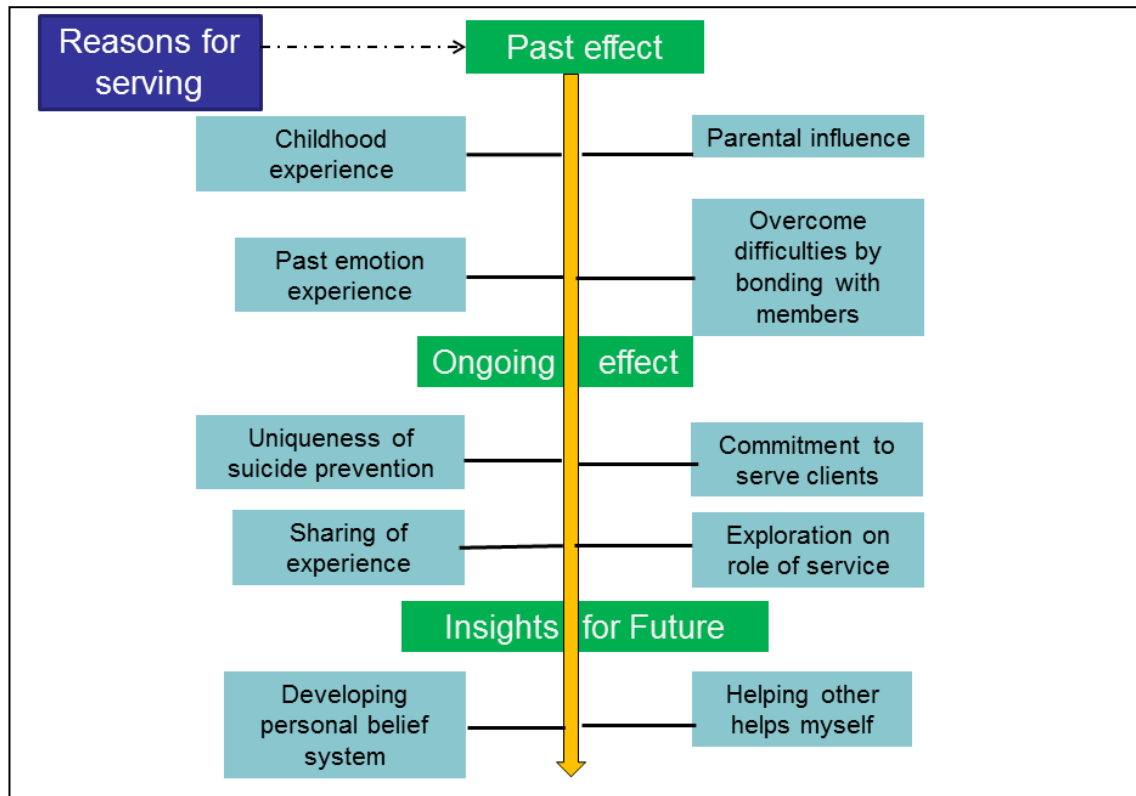 Reasons for
serving
Past effect
Childhood
experience
Parental influence
Past emotion
experience
Overcome
difficulties by
bonding with
members
Ongoing effect
Uniqueness of
suicide prevention
Commitment to
serve clients
Sharing of
experience
Exploration on
role of service
Insights for Future
Developing
personal belief
system
Helping other
helps myself